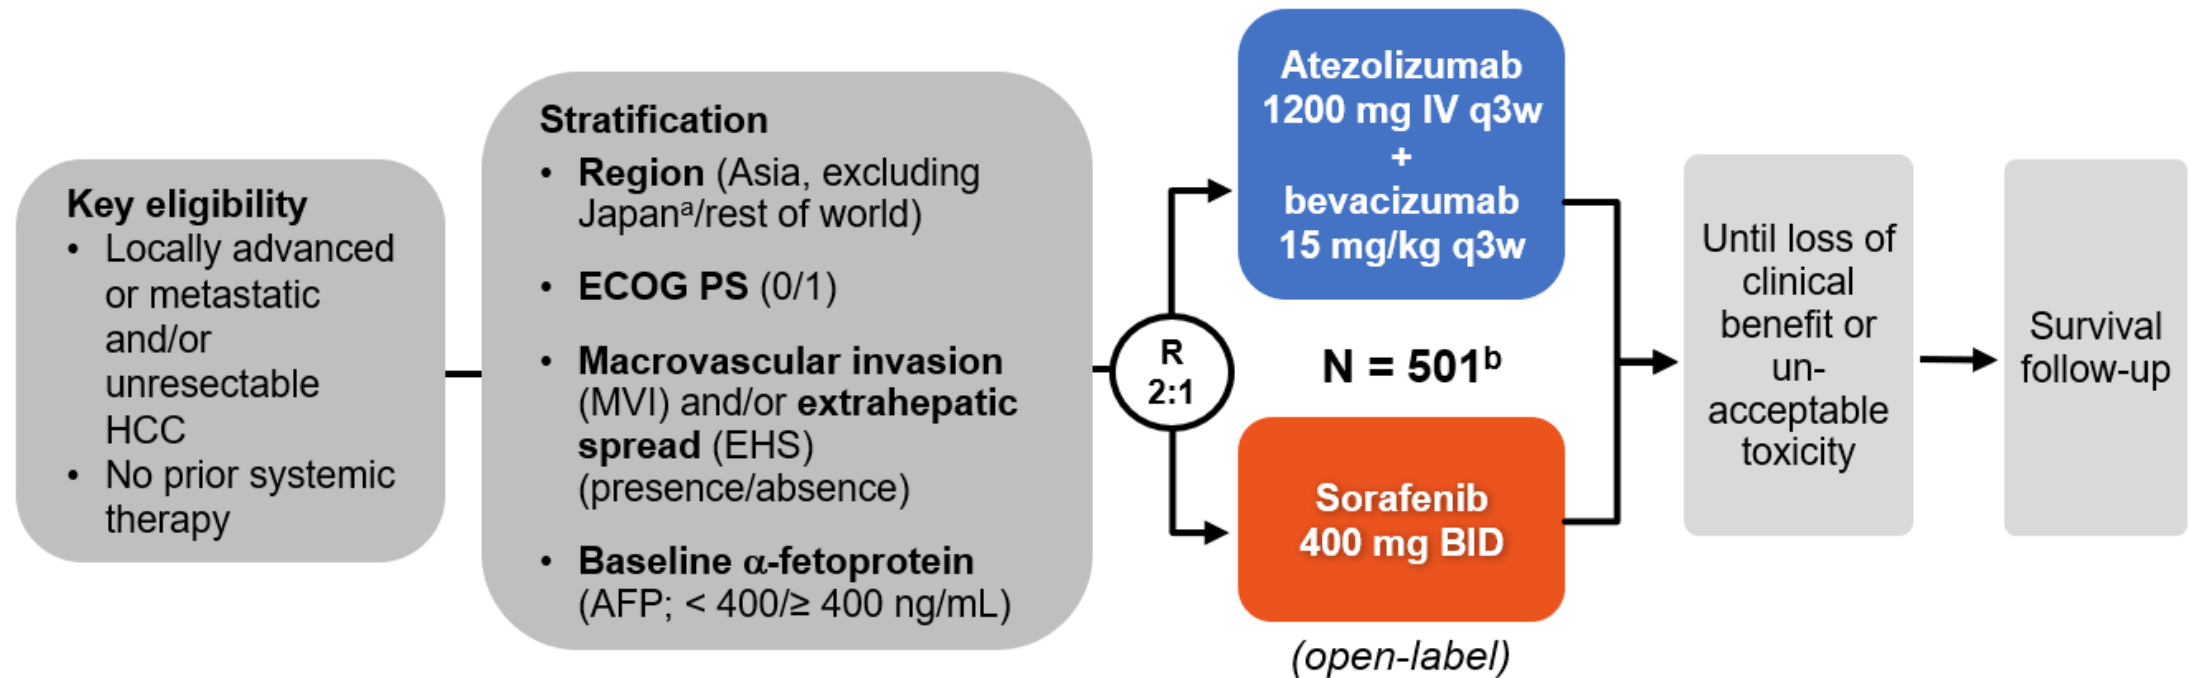 Key eligibility
• Locally advanced
or metastatic
and/or
unresectable
HCC
• No prior systemic
therapy
Stratification
• Region (Asia, excluding
Japanᵃ/rest of world)
• ECOG PS (0/1)
• Macrovascular invasion
(MVI) and/or extrahepatic
spread (EHS)
(presence/absence)
• Baseline α-fetoprotein
(AFP; < 400/≥ 400 ng/mL)
R
2:1
Atezolizumab
1200 mg IV q3w
+
bevacizumab
15 mg/kg q3w
N = 501ᵇ
Sorafenib
400 mg BID
(open-label)
Until loss of
clinical
benefit or
un-
acceptable
toxicity
Survival
follow-up